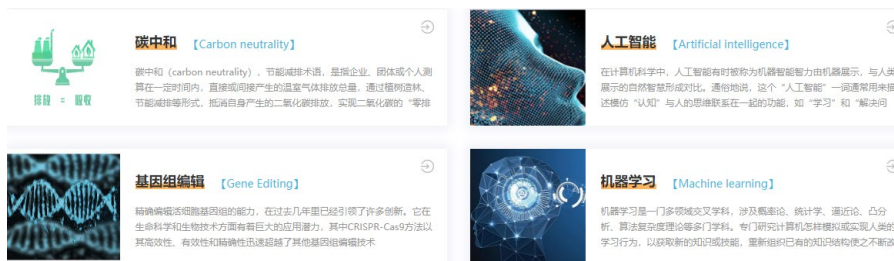 碳中和 【Carbon neutrality】
碳中和（carbon neutrality），节能减排术语，是指企业、团体或个人测
算在一定时间内，直接或间接产生的温室气体排放总量，通过植树造林、
节能减排等形式，抵消自身产生的二氧化碳排放，实现二氧化碳的“零排
排放 = 吸收
人工智能 【Artificial intelligence】
在计算机科学中，人工智能有时被称为机器智能智力由机器展示，与人类
展示的自然智慧形成对比。通俗地说，这个“人工智能”一词通常用来描
述模仿“认知”与人的思维联系在一起的功能，如“学习”和“解决问
基因组编辑 【Gene Editing】
精确编辑活细胞基因组的能力，在过去几年里已经引领了许多创新。它在
生命科学和生物技术方面有着巨大的应用潜力，其中CRISPR-Cas9方法以
其高效性、有效性和精确性迅速超越了其他基因组编辑技术
机器学习 【Machine learning】
机器学习是一门多领域交叉学科，涉及概率论、统计学、逼近论、凸分
析、算法复杂度理论等多门学科。专门研究计算机怎样模拟或实现人类的
学习行为，以获取新的知识或技能，重新组织已有的知识结构使之不断改